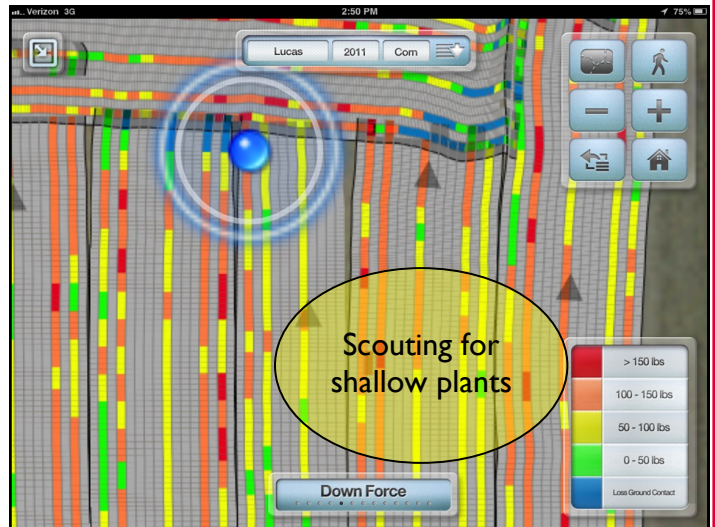 Verizon 3G
2:50 PM
75%
Lucas
2011
Corn
Scouting for
shallow plants
> 150 lbs
100 - 150 lbs
50 - 100 lbs
0 - 50 lbs
Loss Ground Contact
Down Force